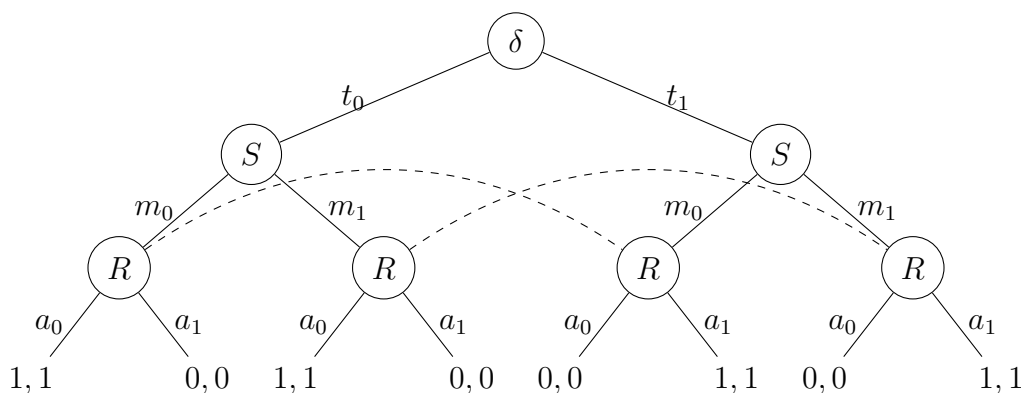 δ
t₀ t₁
S S
m₀ m₁ m₀ m₁
R R R R
a₀ a₁ a₀ a₁ a₀ a₁ a₀ a₁
1, 1 0, 0 1, 1 0, 0 0, 0 1, 1 0, 0 1, 1